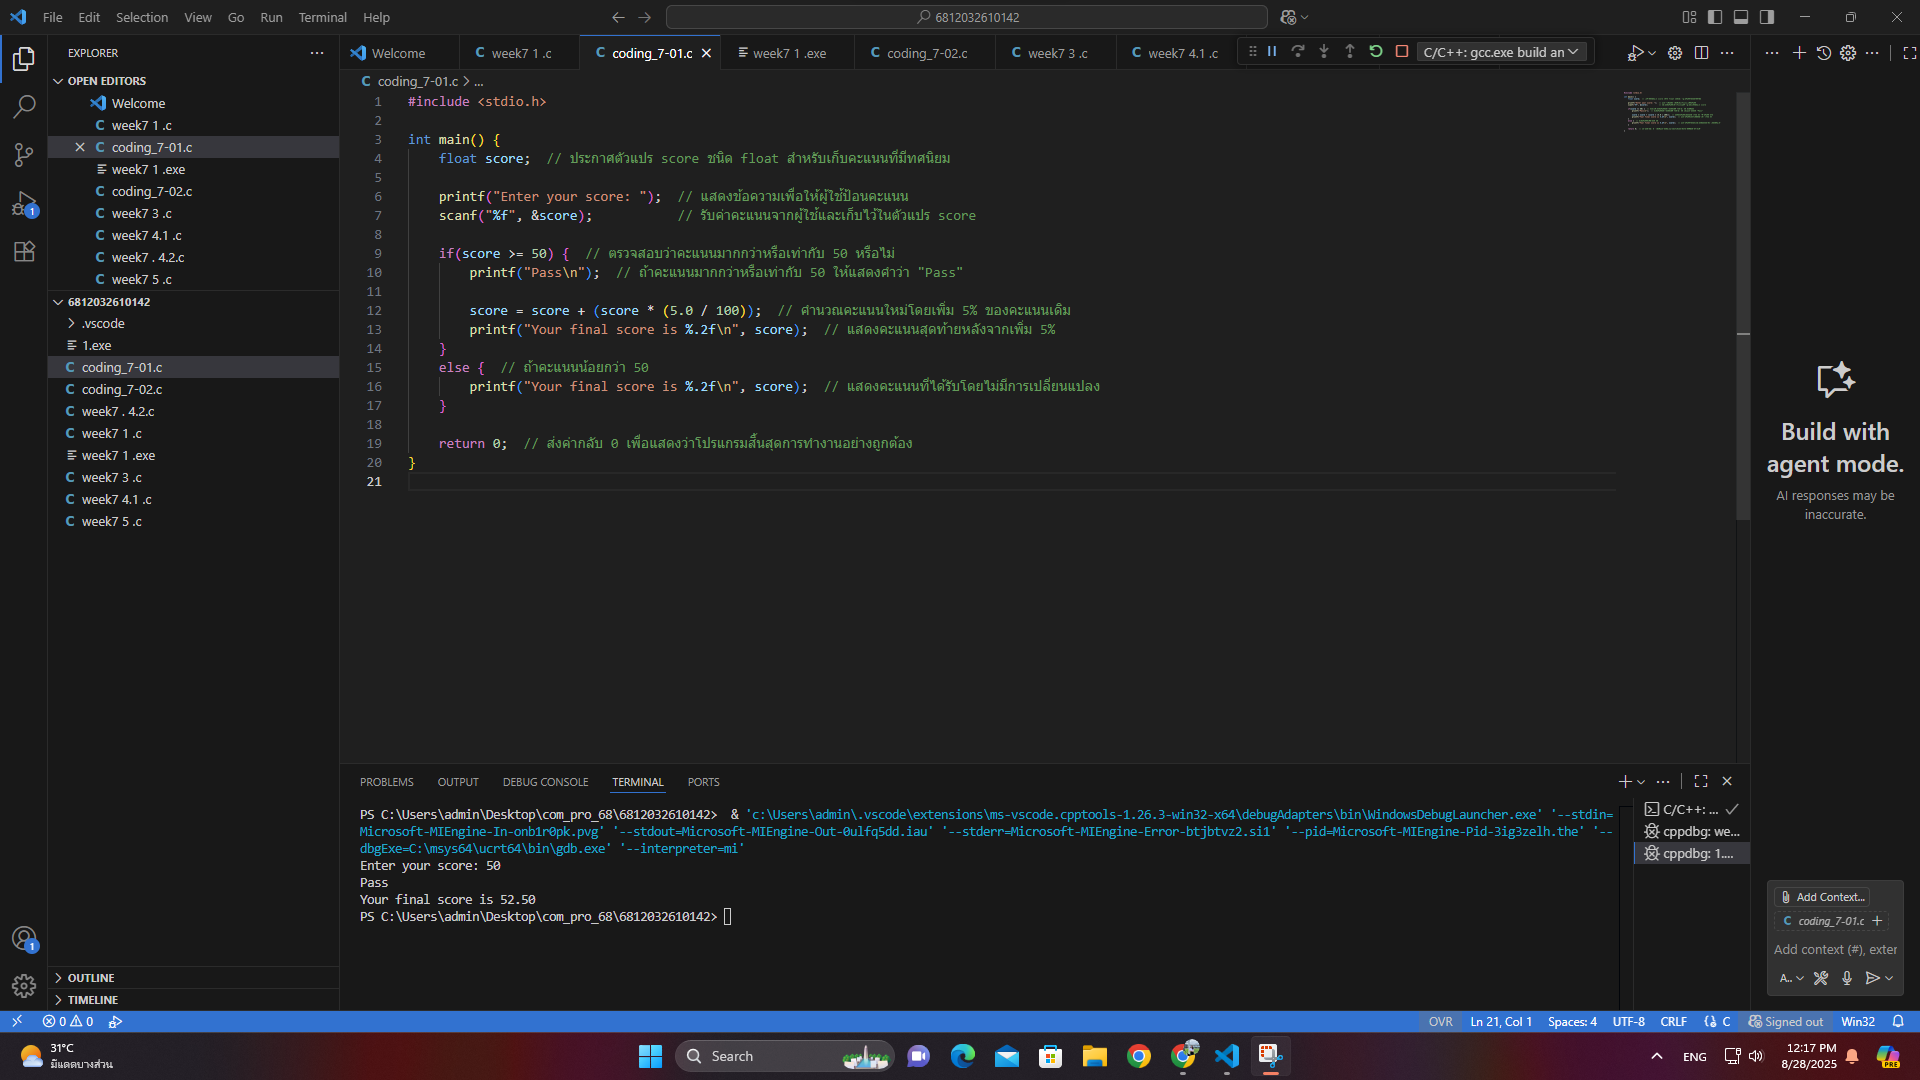 File Edit Selection View Go Run Terminal Help
6812032610142
EXPLORER
OPEN EDITORS
Welcome
week7 1 .c
coding_7-01.c
week7 1 .exe
coding_7-02.c
week7 3 .c
week7 4.1 .c
week7 . 4.2.c
week7 5 .c
6812032610142
.vscode
1.exe
coding_7-01.c
coding_7-02.c
week7 . 4.2.c
week7 1 .c
week7 1 .exe
week7 3 .c
week7 4.1 .c
week7 5 .c
OUTLINE
TIMELINE
Welcome week7 1 .c coding_7-01.c week7 1 .exe coding_7-02.c week7 3 .c week7 4.1 .c C/C++: gcc.exe build an
coding_7-01.c > ...
1 #include <stdio.h>
2
3 int main() {
4 float score; // ประกาศตัวแปร score ชนิด float สำหรับเก็บคะแนนที่มีทศนิยม
5
6 printf("Enter your score: "); // แสดงข้อความเพื่อให้ผู้ใช้ป้อนคะแนน
7 scanf("%f", &score); // รับค่าคะแนนจากผู้ใช้และเก็บไว้ในตัวแปร score
8
9 if(score >= 50) { // ตรวจสอบว่าคะแนนมากกว่าหรือเท่ากับ 50 หรือไม่
10 printf("Pass\n"); // ถ้าคะแนนมากกว่าหรือเท่ากับ 50 ให้แสดงคำว่า "Pass"
11
12 score = score + (score * (5.0 / 100)); // คำนวณคะแนนใหม่โดยเพิ่ม 5% ของคะแนนเดิม
13 printf("Your final score is %.2f\n", score); // แสดงคะแนนสุดท้ายหลังจากเพิ่ม 5%
14 }
15 else { // ถ้าคะแนนน้อยกว่า 50
16 printf("Your final score is %.2f\n", score); // แสดงคะแนนที่ได้รับโดยไม่มีการเปลี่ยนแปลง
17 }
18
19 return 0; // ส่งค่ากลับ 0 เพื่อแสดงว่าโปรแกรมสิ้นสุดการทำงานอย่างถูกต้อง
20 }
21
PROBLEMS OUTPUT DEBUG CONSOLE TERMINAL PORTS
PS C:\Users\admin\Desktop\com_pro_68\6812032610142> & 'c:\Users\admin\.vscode\extensions\ms-vscode.cpptools-1.26.3-win32-x64\debugAdapters\bin\WindowsDebugLauncher.exe' '--stdin=
Microsoft-MIEngine-In-onb1r0pk.pvg' '--stdout=Microsoft-MIEngine-Out-0ulfq5dd.iau' '--stderr=Microsoft-MIEngine-Error-btjbtvz2.si1' '--pid=Microsoft-MIEngine-Pid-3ig3zelh.the' '--
dbgExe=C:\msys64\ucrt64\bin\gdb.exe' '--interpreter=mi'
Enter your score: 50
Pass
Your final score is 52.50
PS C:\Users\admin\Desktop\com_pro_68\6812032610142>
C/C++: ...
cppdbg: we...
cppdbg: 1....
Build with
agent mode.
AI responses may be
inaccurate.
Add Context...
coding_7-01.c
Add context (#), exter
A..
0 0 OVR Ln 21, Col 1 Spaces: 4 UTF-8 CRLF {} C Signed out Win32
31°C
มีแดดบางส่วน
Search
ENG
12:17 PM
8/28/2025
PRE